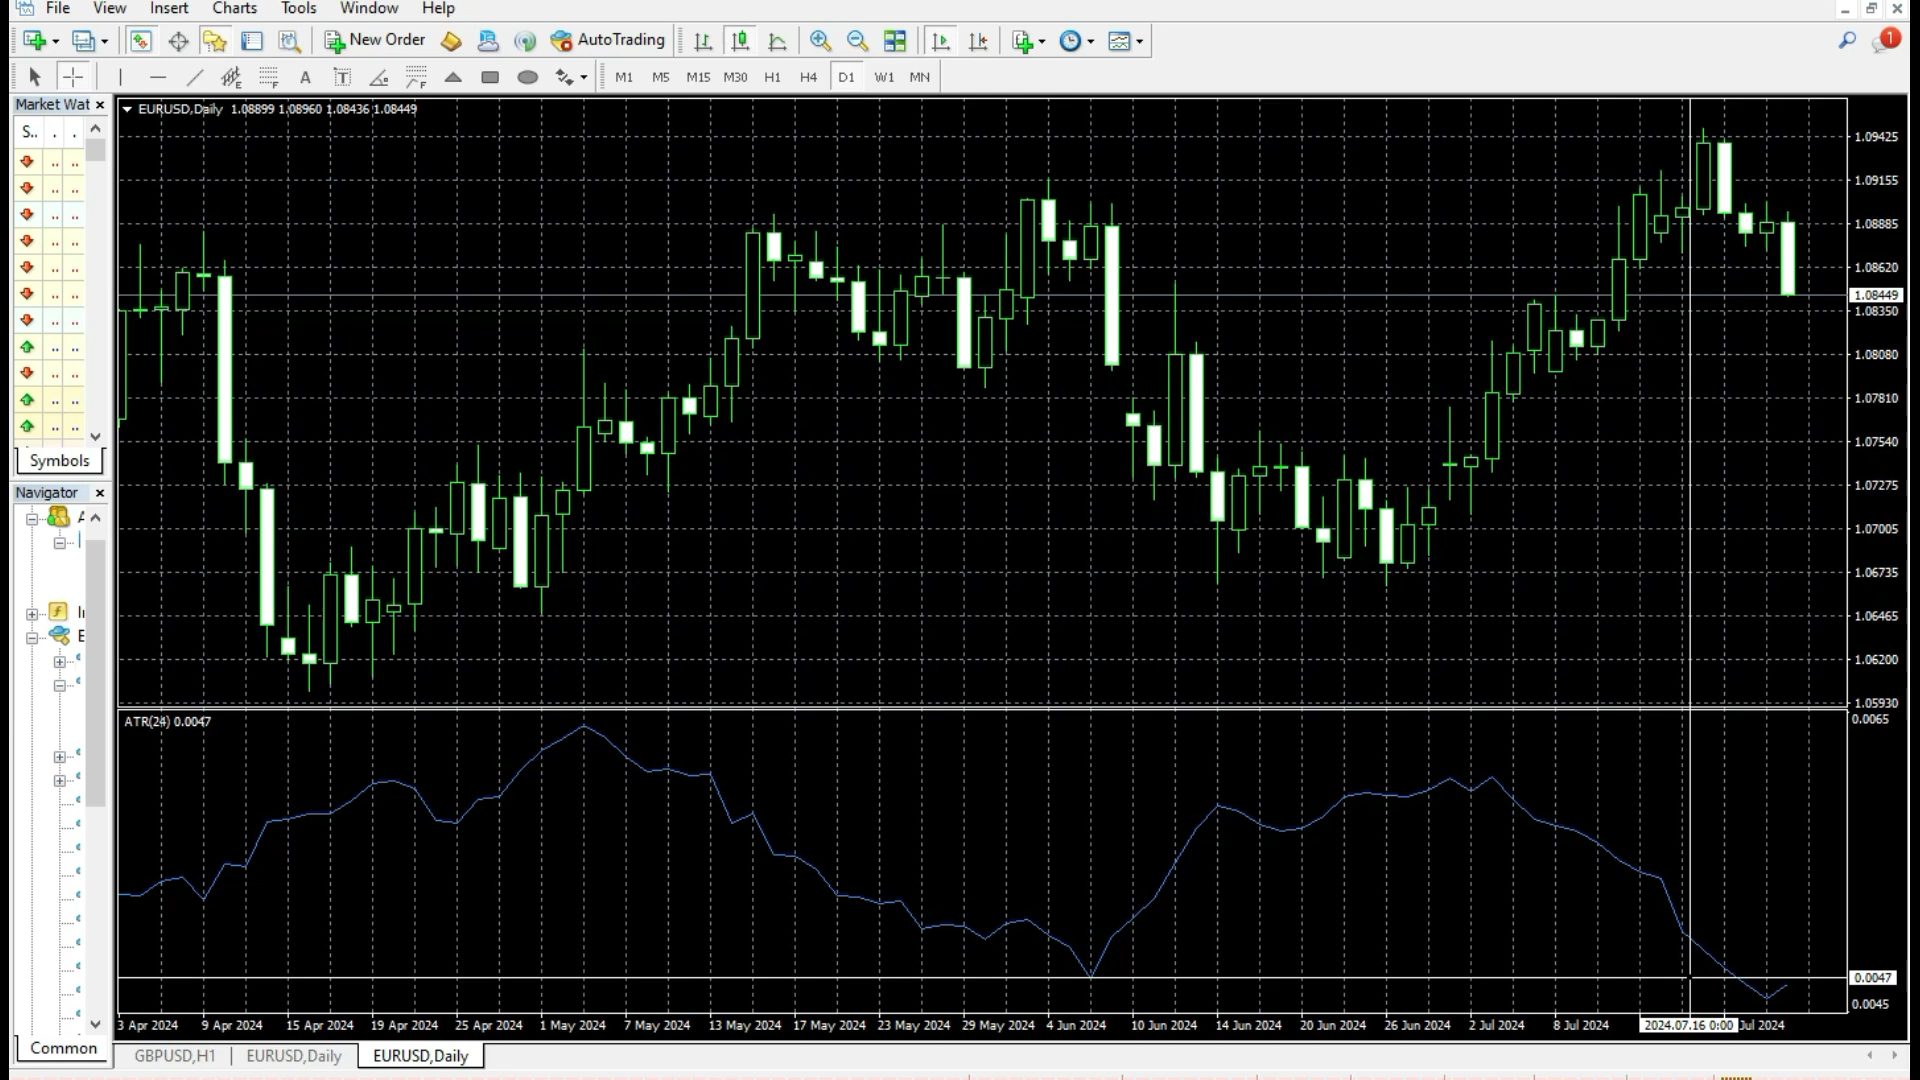 File View Insert Charts Tools Window Help
1
New Order AutoTrading
A T E F M1 M5 M15 M30 H1 H4 D1 W1 MN
Market Wat
S..
EURUSD,Daily 1.08899 1.08960 1.08436 1.08449
1.09425
1.09155
1.08885
1.08620
1.08449
1.08350
1.08080
1.07810
1.07540
1.07275
1.07005
1.06735
1.06465
1.06200
1.05930
Symbols
Navigator
ATR(24) 0.0047
0.0065
0.0047
0.0045
3 Apr 2024 9 Apr 2024 15 Apr 2024 19 Apr 2024 25 Apr 2024 1 May 2024 7 May 2024 13 May 2024 17 May 2024 23 May 2024 29 May 2024 4 Jun 2024 10 Jun 2024 14 Jun 2024 20 Jun 2024 26 Jun 2024 2 Jul 2024 8 Jul 2024 2024.07.16 0:00 Jul 2024
Common
GBPUSD,H1 EURUSD,Daily EURUSD,Daily